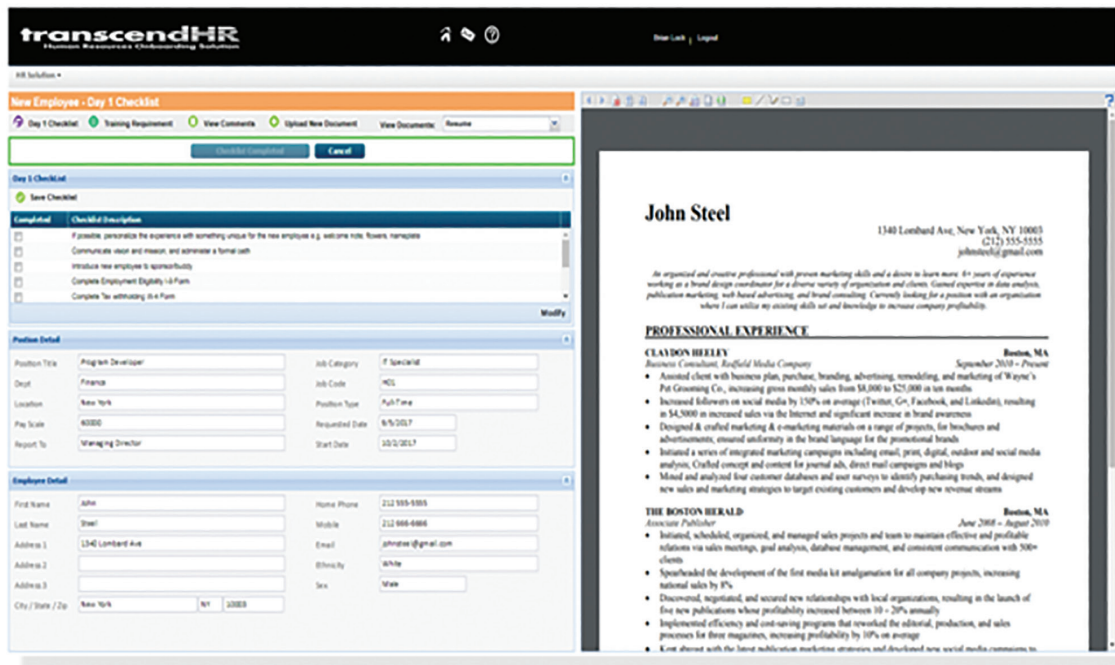 transcendHR
Human Resources Onboarding Solution
Brian Lock | Logout
HR Solution
New Employee - Day 1 Checklist
Day 1 Checklist Training Requirement View Comments Upload New Document View Documents: Resume
Checklist Completed Cancel
Day 1 CheckList
Save Checklist
Completed Checklist Description
If possible, personalize the experience with something unique for the new employee e.g. welcome note, flowers, nameplate
Communicate vision and mission, and administer a formal oath
Introduce new employee to sponsor/buddy
Complete Employment Eligibility I-9 Form
Complete Tax withholding W-4 Form
Modify
Position Detail
Position Title Program Developer Job Category IT Specialist
Dept Finance Job Code H01
Location New York Position Type Full-Time
Pay Scale 60000 Requested Date 6/5/2017
Report To Managing Director Start Date 10/2/2017
Employee Detail
First Name John Home Phone 212 555-5555
Last Name Steel Mobile 212 666-6666
Address 1 1340 Lombard Ave Email johnsteel@gmail.com
Address 2 Ethnicity White
Address 3 Sex Male
City / State / Zip New York NY 10003
John Steel
1340 Lombard Ave, New York, NY 10003
(212) 555-5555
johnsteel@gmail.com
An organized and creative professional with proven marketing skills and a desire to learn more. 6+ years of experience
working as a brand design coordinator for a diverse variety of organization and clients. Gained expertise in data analysis,
publication marketing, web based advertising, and brand consulting. Currently looking for a position with an organization
where I can utilize my existing skills set and knowledge to increase company profitability.
PROFESSIONAL EXPERIENCE
CLAYDON HEELEY Boston, MA
Business Consultant, Redfield Media Company September 2010 – Present
• Assisted client with business plan, purchase, branding, advertising, remodeling, and marketing of Wayne's
Pet Grooming Co., increasing gross monthly sales from $8,000 to $25,000 in ten months
• Increased followers on social media by 150% on average (Twitter, G+, Facebook, and Linkedin), resulting
in $4,5000 in increased sales via the Internet and significant increase in brand awareness
• Designed & crafted marketing & e-marketing materials on a range of projects, for brochures and
advertisements; ensured uniformity in the brand language for the promotional brands
• Initiated a series of integrated marketing campaigns including email, print, digital, outdoor and social media
analysis; Crafted concept and content for journal ads, direct mail campaigns and blogs
• Mined and analyzed four customer databases and user surveys to identify purchasing trends, and designed
new sales and marketing strategies to target existing customers and develop new revenue streams
THE BOSTON HERALD Boston, MA
Associate Publisher June 2008 – August 2010
• Initiated, scheduled, organized, and managed sales projects and team to maintain effective and profitable
relations via sales meetings, goal analysis, database management, and consistent communication with 500+
clients
• Spearheaded the development of the first media kit amalgamation for all company projects, increasing
national sales by 8%
• Discovered, negotiated, and secured new relationships with local organizations, resulting in the launch of
five new publications whose profitability increased between 10 – 20% annually
• Implemented efficiency and cost-saving programs that reworked the editorial, production, and sales
processes for three magazines, increasing profitability by 10% on average
• Kept abreast with the latest publication marketing strategies and developed new social media campaigns to